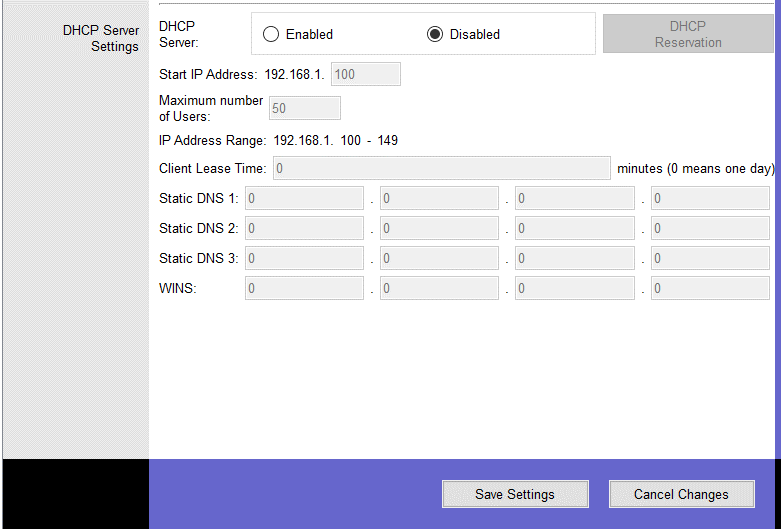 DHCP Server
Settings
DHCP
Server:
Enabled
Disabled
DHCP
Reservation
Start IP Address: 192.168.1. 100
Maximum number
of Users:
50
IP Address Range: 192.168.1. 100 - 149
Client Lease Time: 0 minutes (0 means one day)
Static DNS 1: 0 . 0 . 0 . 0
Static DNS 2: 0 . 0 . 0 . 0
Static DNS 3: 0 . 0 . 0 . 0
WINS: 0 . 0 . 0 . 0
Save Settings
Cancel Changes